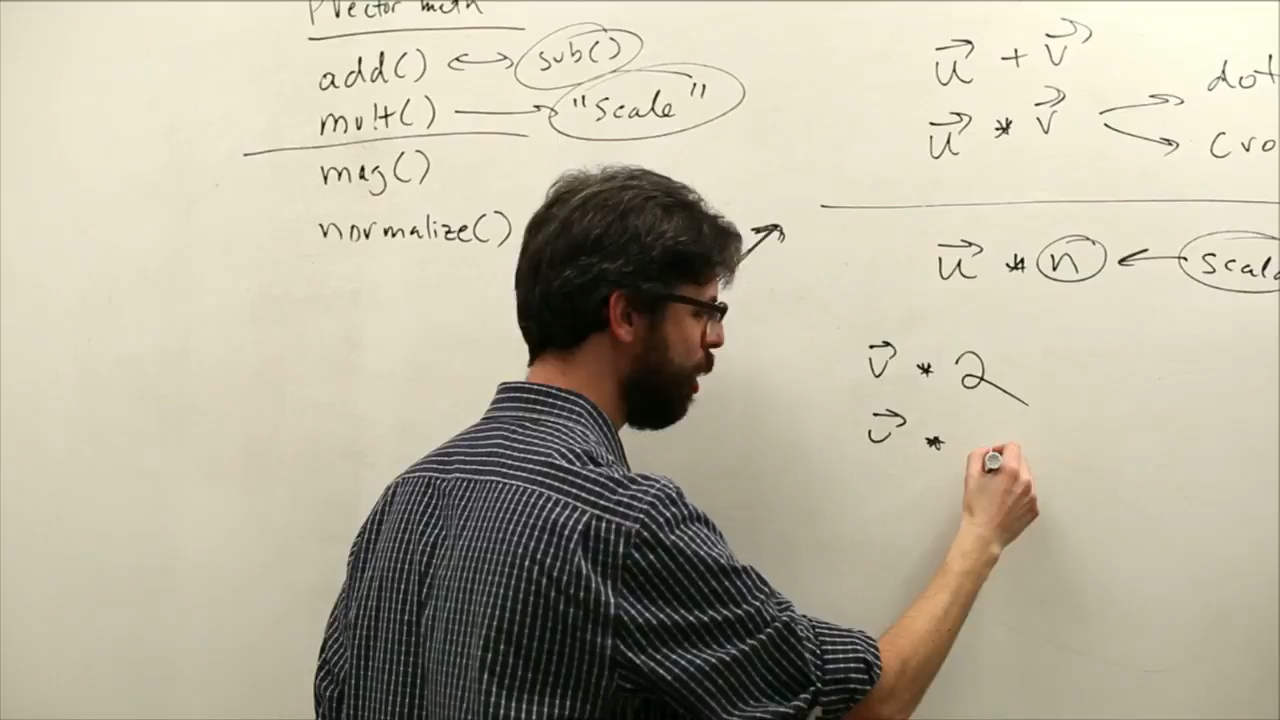 PVector math
add() ↔ sub()
mult() → "scale"
mag()
normalize()
u⃗ + v⃗
u⃗ * v⃗ dot
cro
u⃗ * n ← scala
v⃗ * 2
v⃗ *